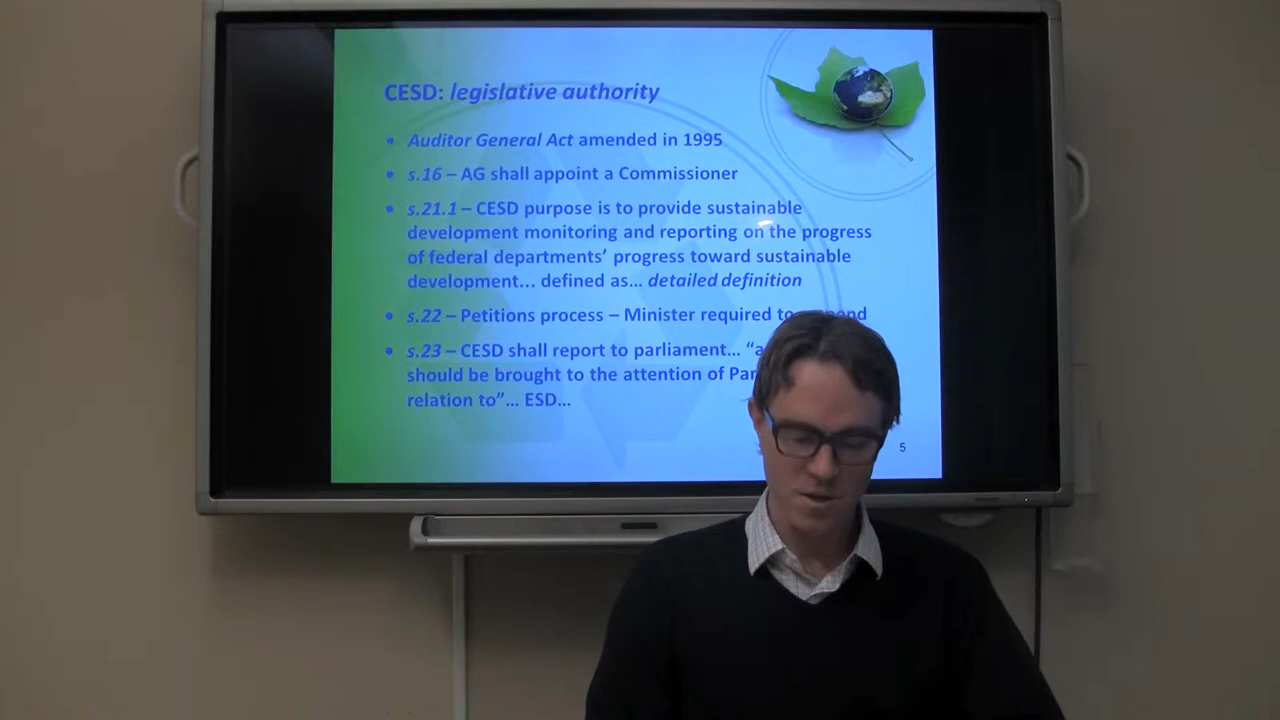 CESD: legislative authority
• Auditor General Act amended in 1995
• s.16 – AG shall appoint a Commissioner
• s.21.1 – CESD purpose is to provide sustainable
development monitoring and reporting on the progress
of federal departments’ progress toward sustainable
development... defined as… detailed definition
• s.22 – Petitions process – Minister required to
• s.23 – CESD shall report to parliament… “
should be brought to the attention of
relation to”… ESD…
5